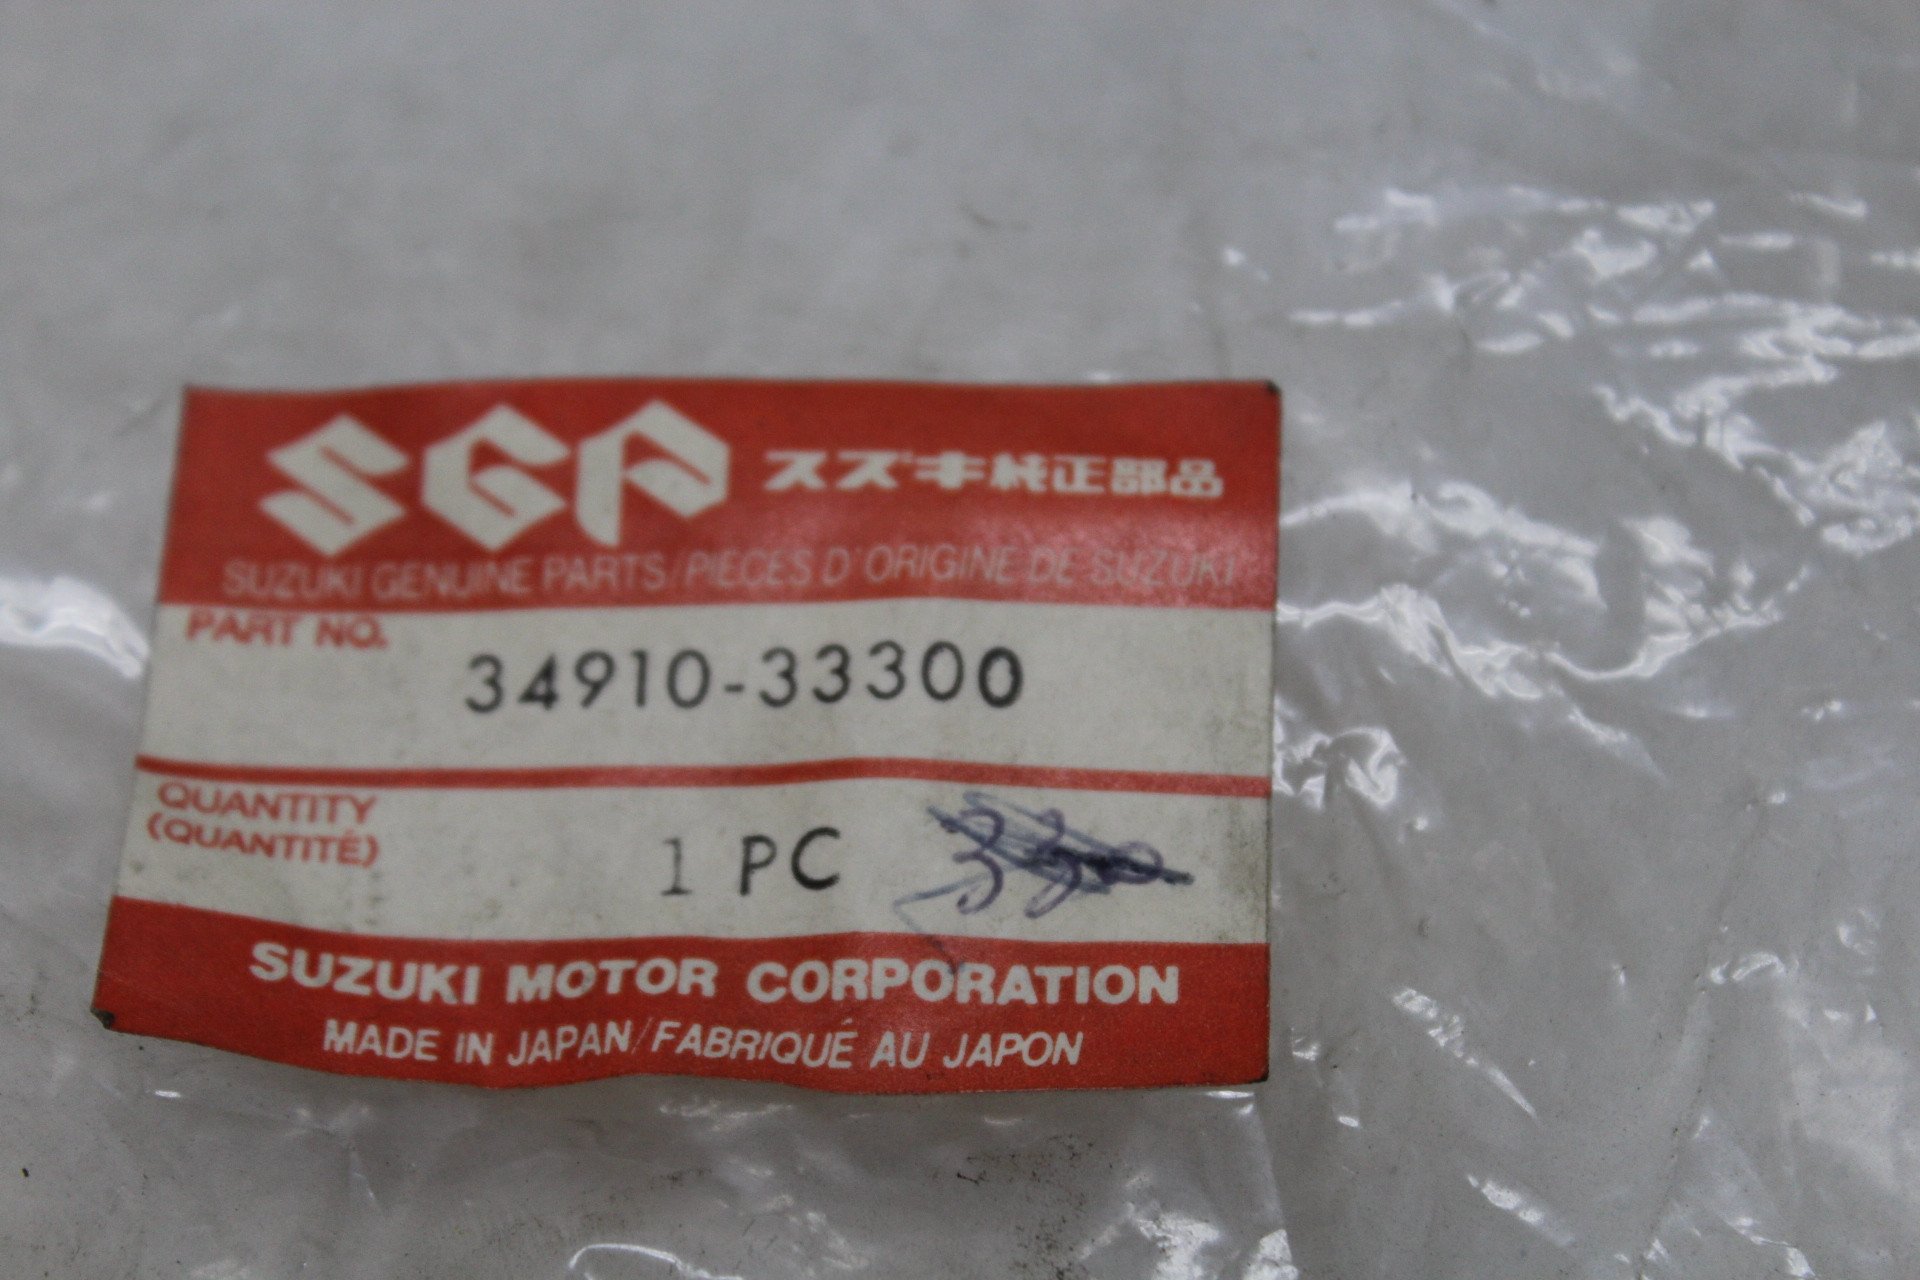 SGP スズキ純正部品
SUZUKI GENUINE PARTS/PIÈCES D'ORIGINE DE SUZUKI
PART NO.
34910-33300
QUANTITY
(QUANTITÉ)
1 PC
SUZUKI MOTOR CORPORATION
MADE IN JAPAN/FABRIQUÉ AU JAPON